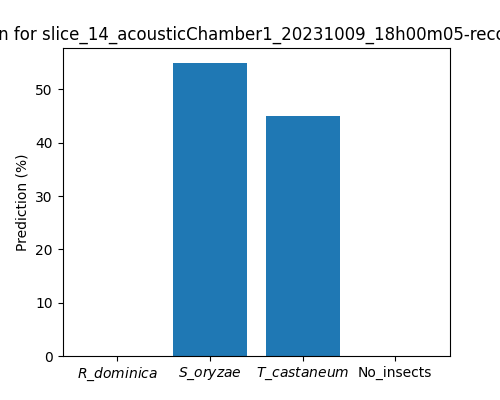 n for slice_14_acousticChamber1_20231009_18h00m05-reco
50
40
30
20
10
0
Prediction (%)
R_dominica S_oryzae T_castaneum No_insects